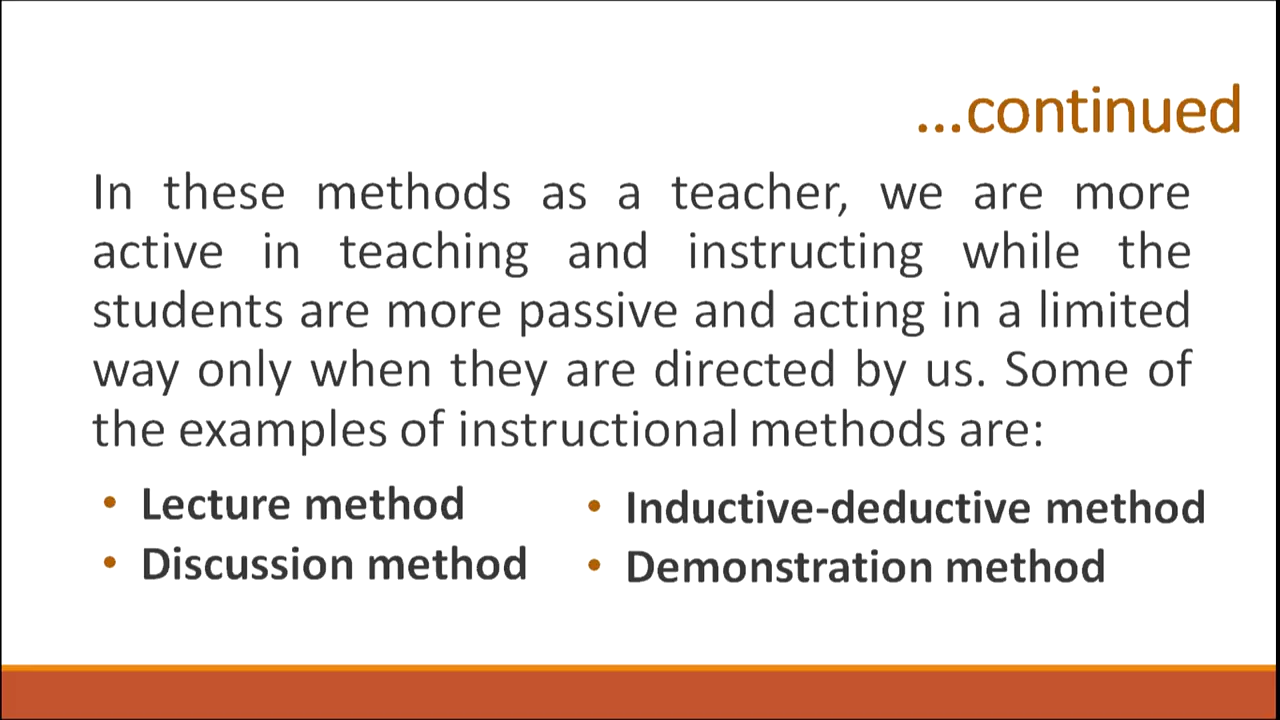 ...continued
In these methods as a teacher, we are more
active in teaching and instructing while the
students are more passive and acting in a limited
way only when they are directed by us. Some of
the examples of instructional methods are:
• Lecture method
• Discussion method
• Inductive-deductive method
• Demonstration method